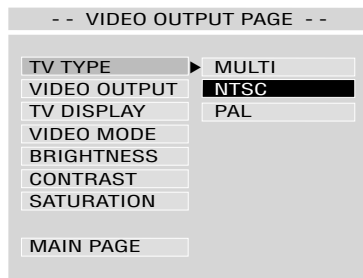 - - VIDEO OUTPUT PAGE - -
TV TYPE
MULTI
VIDEO OUTPUT
NTSC
TV DISPLAY
PAL
VIDEO MODE
BRIGHTNESS
CONTRAST
SATURATION
MAIN PAGE